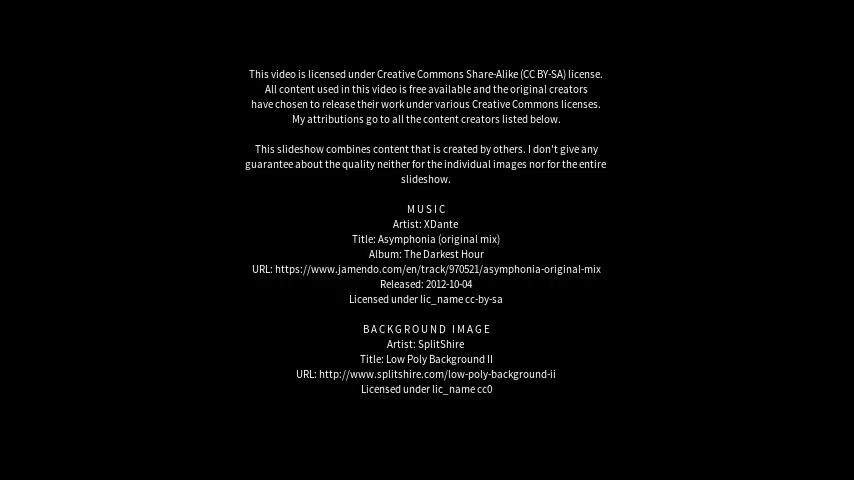 This video is licensed under Creative Commons Share-Alike (CC BY-SA) license.
All content used in this video is free available and the original creators
have chosen to release their work under various Creative Commons licenses.
My attributions go to all the content creators listed below.
This slideshow combines content that is created by others. I don't give any
guarantee about the quality neither for the individual images nor for the entire
slideshow.
MUSIC
Artist: XDante
Title: Asymphonia (original mix)
Album: The Darkest Hour
URL: https://www.jamendo.com/en/track/970521/asymphonia-original-mix
Released: 2012-10-04
Licensed under lic_name cc-by-sa
BACKGROUND IMAGE
Artist: SplitShire
Title: Low Poly Background II
URL: http://www.splitshire.com/low-poly-background-ii
Licensed under lic_name cc0